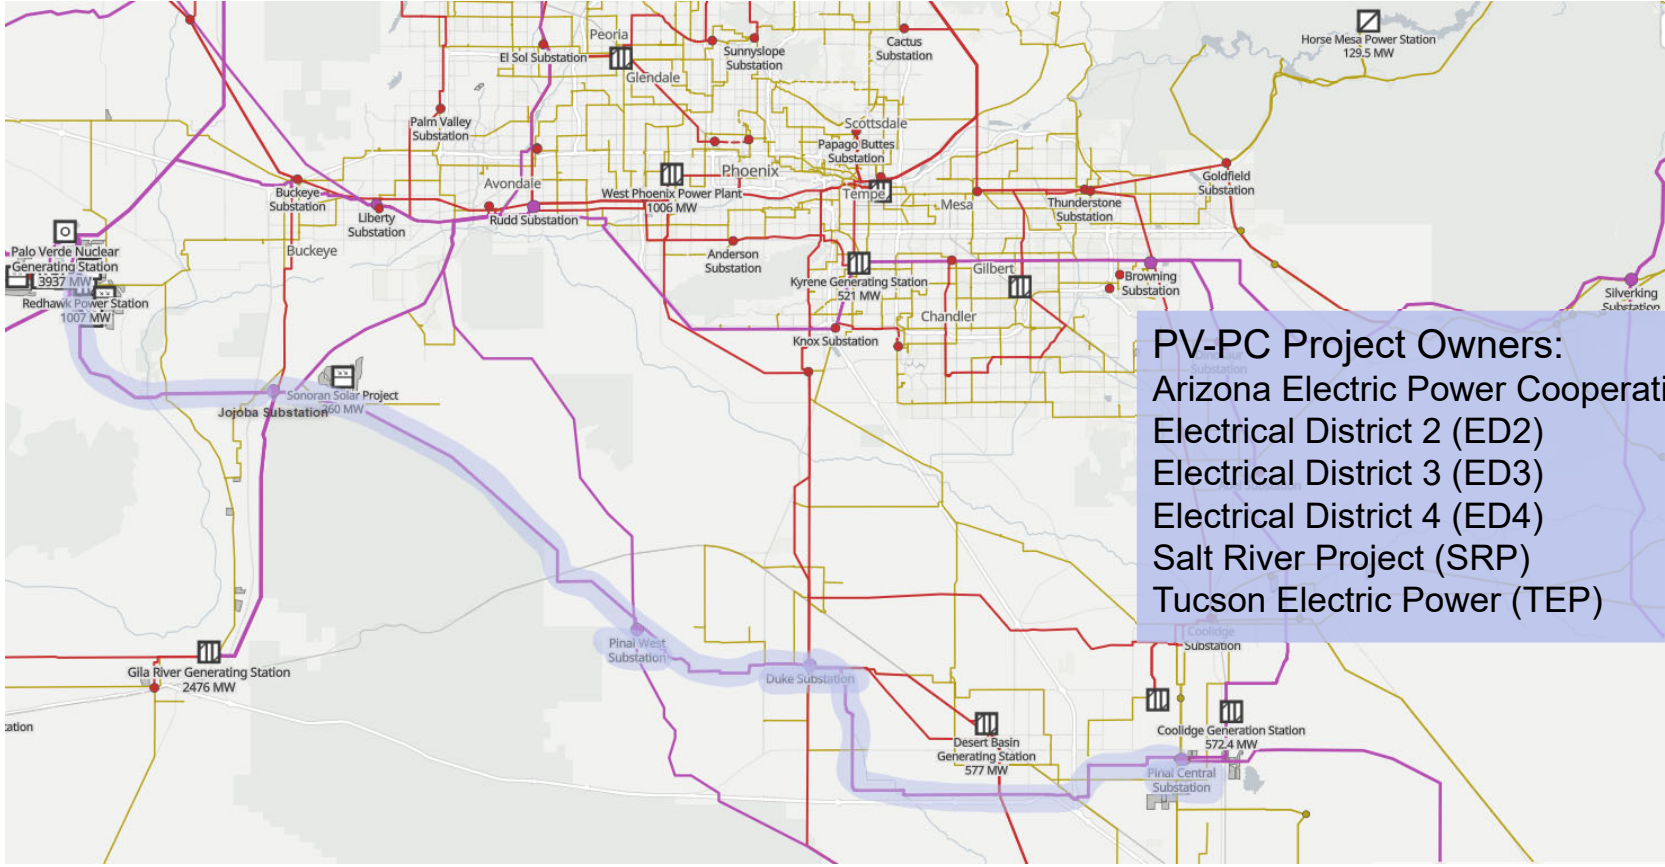 Peoria
El Sol Substation
Glendale
Sunnyslope
Substation
Cactus
Substation
Horse Mesa Power Station
129.5 MW
Palm Valley
Substation
Scottsdale
Papago Buttes
Substation
Phoenix
Goldfield
Substation
Buckeye
Substation
Avondale
West Phoenix Power Plant
1006 MW
Tempe
Mesa
Thunderstone
Substation
Liberty
Substation
Rudd Substation
Buckeye
Palo Verde Nuclear
Generating Station
3937 MW
Anderson
Substation
Gilbert
Kyrene Generating Station
521 MW
Browning
Substation
Silverking
Substation
Redhawk Power Station
1007 MW
Chandler
Knox Substation
PV-PC Project Owners:
Arizona Electric Power Cooperati
Electrical District 2 (ED2)
Electrical District 3 (ED3)
Electrical District 4 (ED4)
Salt River Project (SRP)
Tucson Electric Power (TEP)
Dinosaur
Substation
Sonoran Solar Project
260 MW
Jojoba Substation
Pinal West
Substation
Coolidge
Substation
Gila River Generating Station
2476 MW
Duke Substation
ation
Desert Basin
Generating Station
577 MW
Coolidge Generation Station
572.4 MW
Pinal Central
Substation